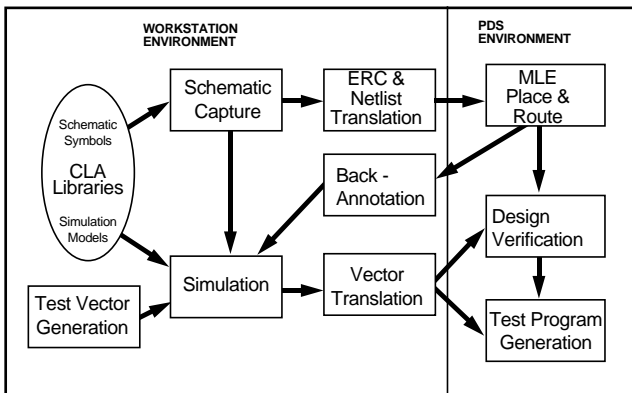 WORKSTATION
ENVIRONMENT
PDS
ENVIRONMENT
Schematic
Capture
ERC &
Netlist
Translation
MLE
Place &
Route
Schematic
Symbols
CLA
Libraries
Simulation
Models
Back -
Annotation
Design
Verification
Simulation
Vector
Translation
Test Vector
Generation
Test Program
Generation